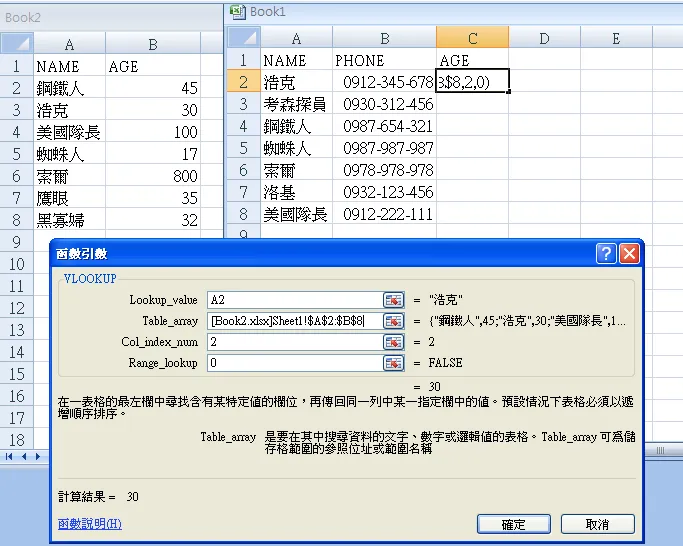 Book2
A B
1 NAME AGE
2 鋼鐵人 45
3 浩克 30
4 美國隊長 100
5 蜘蛛人 17
6 索爾 800
7 鷹眼 35
8 黑寡婦 32
9
10
11
12
13
14
15
16
17
18
Book1
A B C D E
1 NAME PHONE AGE
2 浩克 0912-345-678 B$8,2,0)
3 考森探員 0930-312-456
4 鋼鐵人 0987-654-321
5 蜘蛛人 0987-987-987
6 索爾 0978-978-978
7 洛基 0932-123-456
8 美國隊長 0912-222-111
9
函數引數
VLOOKUP
Lookup_value A2 = "浩克"
Table_array [Book2.xlsx]Sheet1!$A$2:$B$8 = {"鋼鐵人",45;"浩克",30;"美國隊長",1...
Col_index_num 2 = 2
Range_lookup 0 = FALSE
= 30
在一表格的最左欄中尋找含有某特定值的欄位，再傳回同一列中某一指定欄中的值。預設情況下表格必須以遞
增順序排序。
Table_array 是要在其中搜尋資料的文字、數字或邏輯值的表格。Table_array 可為儲
存格範圍的參照位址或範圍名稱
計算結果 = 30
函數說明(H)
確定 取消